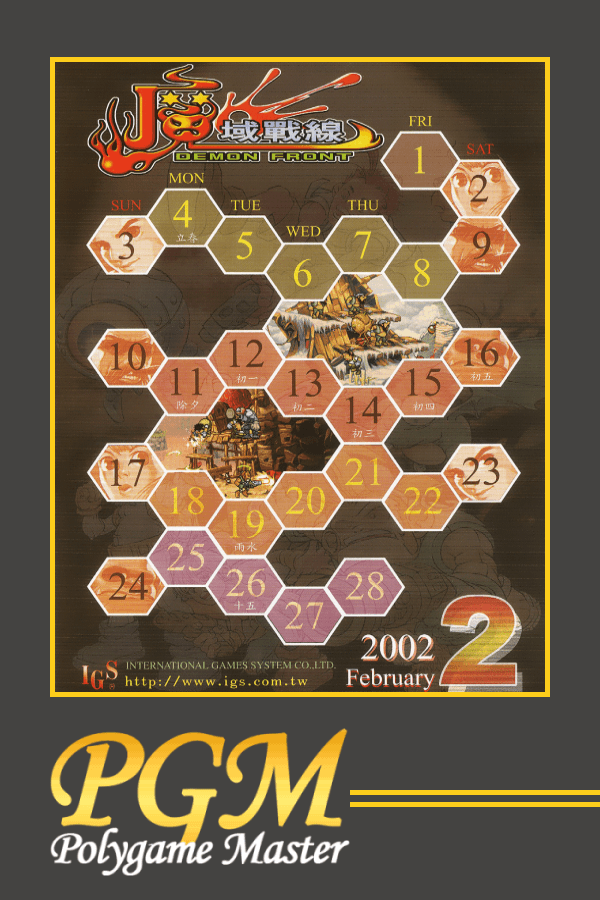 魔域戰線
DEMON FRONT
FRI
1
SAT
2
MON
4
立春
SUN
3
TUE
5
WED
6
THU
7
8
9
10
11
除夕
12
初一
13
初二
14
初三
15
初四
16
初五
17
18
19
雨水
20
21
22
23
24
25
26
十五
27
28
2002
February
2
IGS
INTERNATIONAL GAMES SYSTEM CO.,LTD.
http://www.igs.com.tw
PGM
Polygame Master